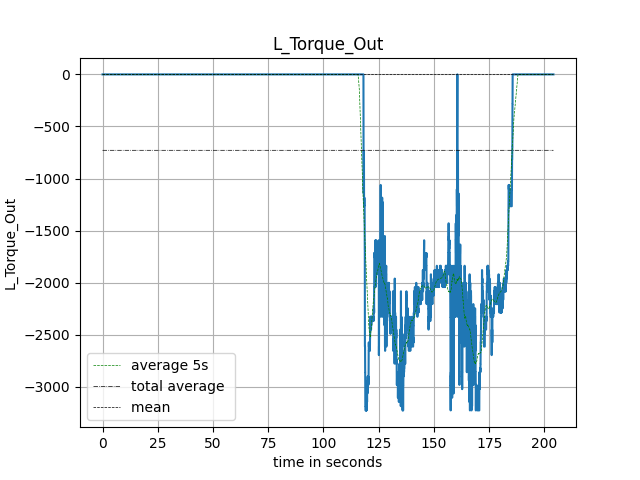 L_Torque_Out
0
−500
−1000
−1500
−2000
−2500
−3000
L_Torque_Out
average 5s
total average
mean
0 25 50 75 100 125 150 175 200
time in seconds